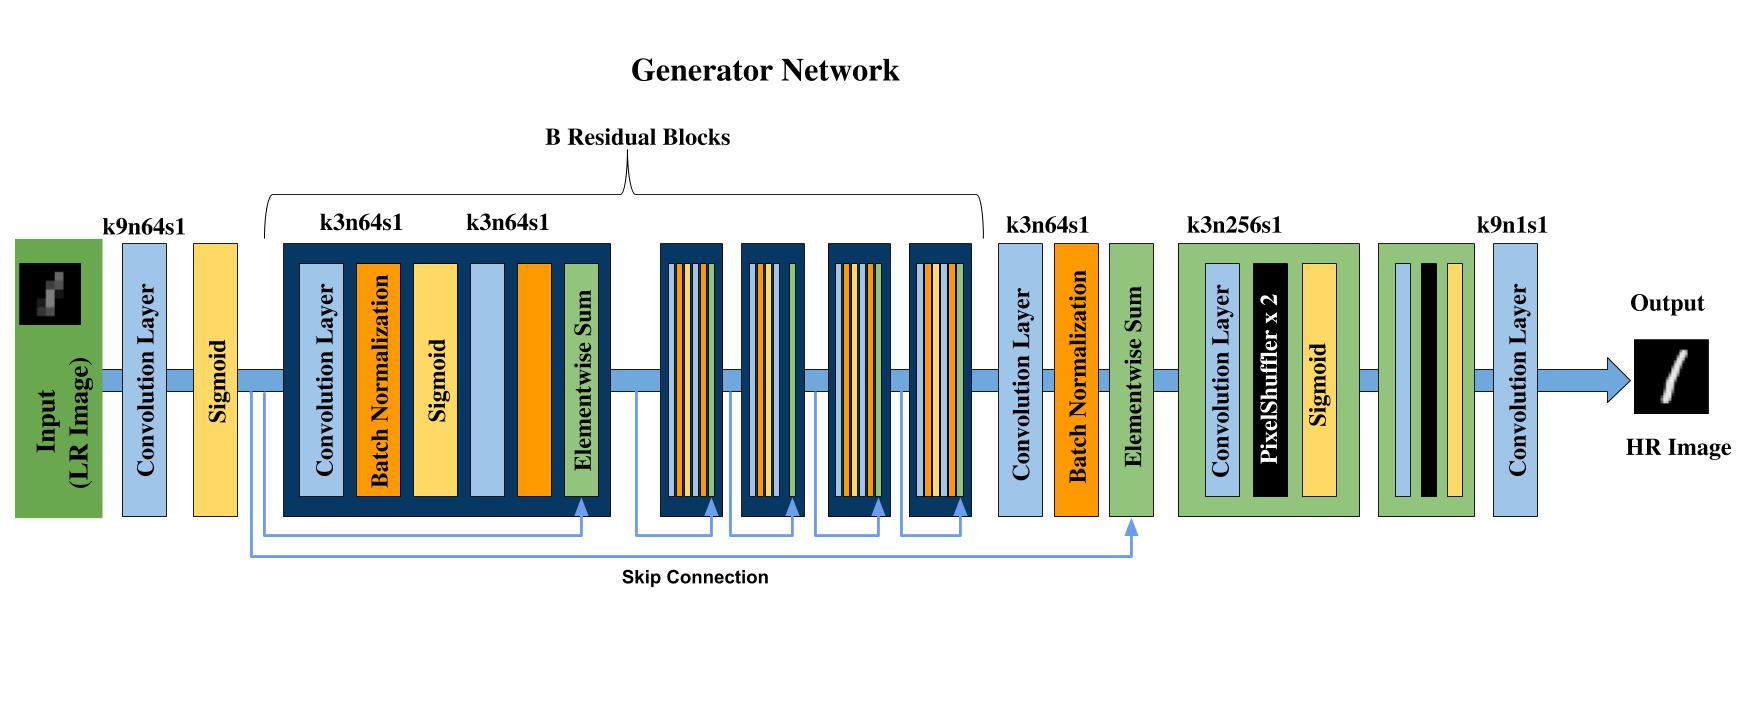 Generator Network
B Residual Blocks
k9n64s1
k3n64s1
k3n64s1
k3n64s1
k3n256s1
k9n1s1
Input
(LR Image)
Convolution Layer
Sigmoid
Convolution Layer
Batch Normalization
Sigmoid
Elementwise Sum
Convolution Layer
Batch Normalization
Elementwise Sum
Convolution Layer
PixelShuffler x 2
Sigmoid
Convolution Layer
Output
HR Image
Skip Connection